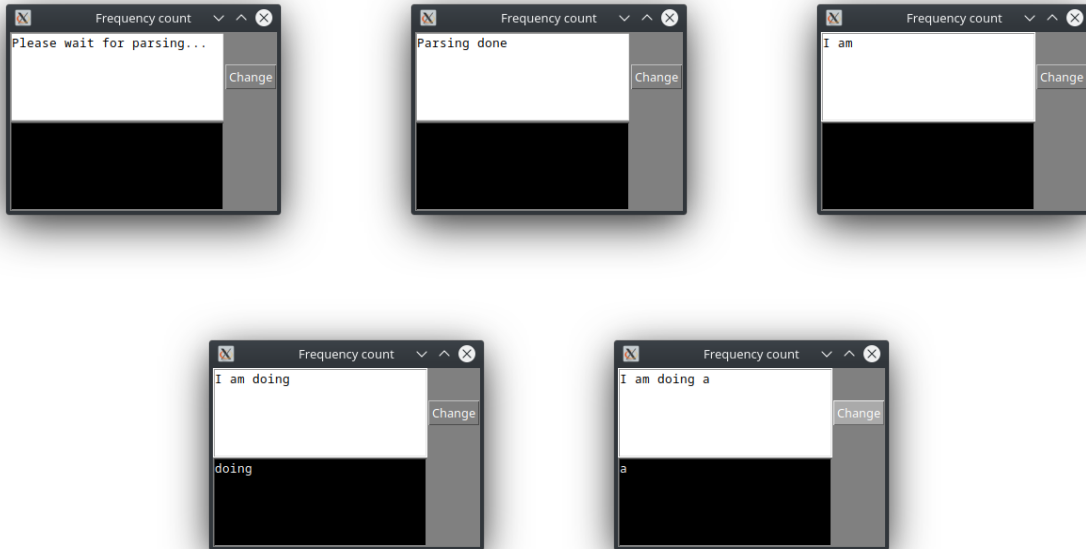 Frequency count
Please wait for parsing...
Change
Frequency count
Parsing done
Change
Frequency count
I am
Change
Frequency count
I am doing
Change
doing
Frequency count
I am doing a
Change
a